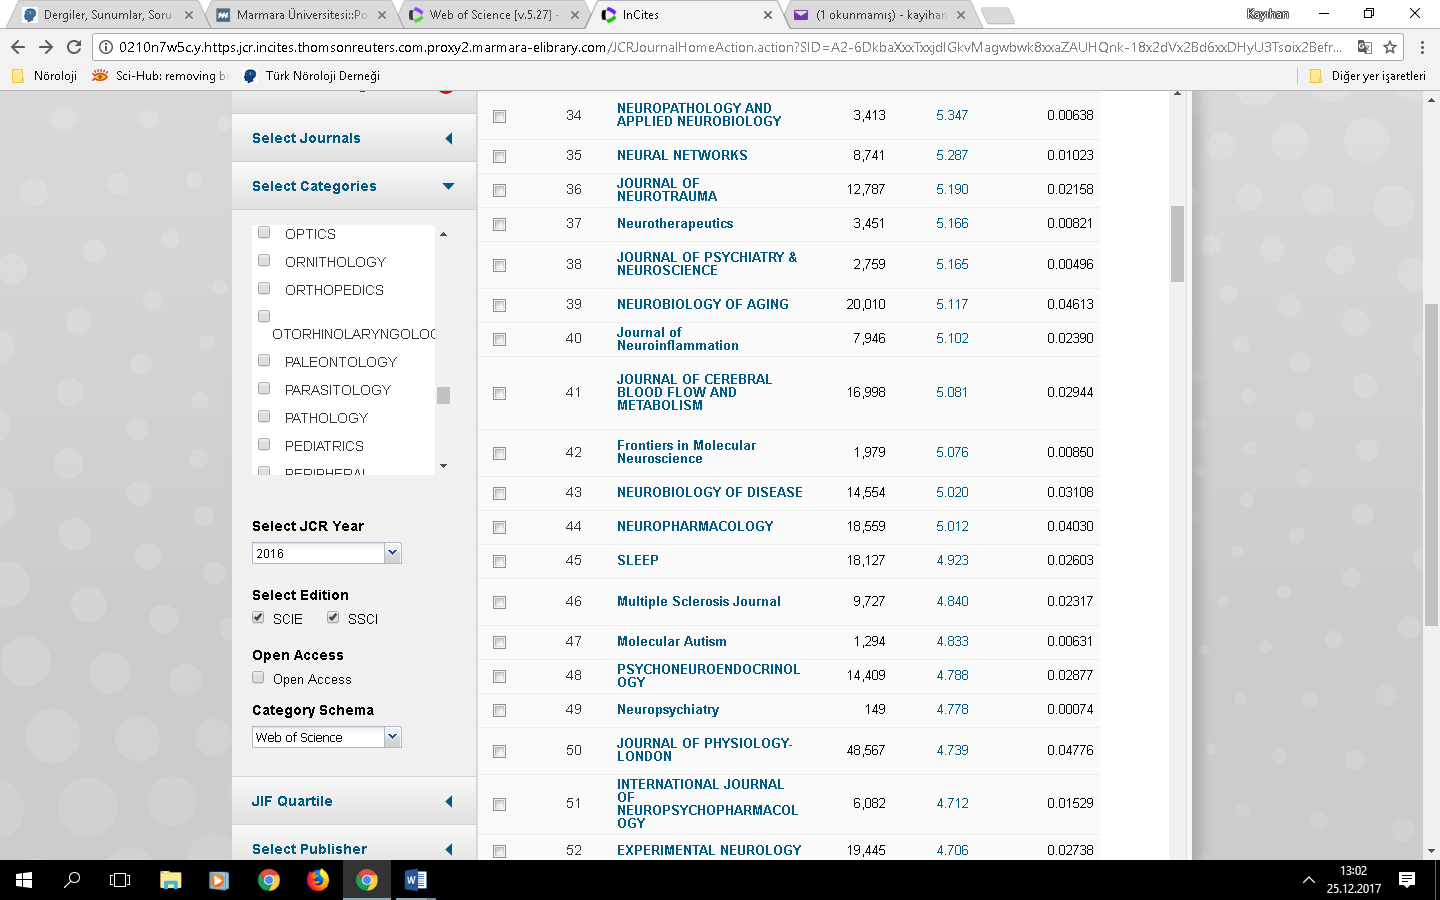 Dergiler, Sunumlar, Soru
Marmara Üniversitesi::Po
Web of Science [v.5.27] -
InCites
(1 okunmamış) - kayihan
Kayıhan
0210n7w5c.y.https.jcr.incites.thomsonreuters.com.proxy2.marmara-elibrary.com/JCRJournalHomeAction.action?SID=A2-6DkbaXxxTxxjdlGkvMagwbwk8xxaZAUHQnk-18x2dVx2Bd6xxDHyU3Tsoix2Befr...
Nöroloji
Sci-Hub: removing b
Türk Nöroloji Derneği
Diğer yer işaretleri
Select Journals
Select Categories
OPTICS
ORNITHOLOGY
ORTHOPEDICS
OTORHINOLARYNGOLOG
PALEONTOLOGY
PARASITOLOGY
PATHOLOGY
PEDIATRICS
PERIPHERAL
Select JCR Year
2016
Select Edition
SCIE SSCI
Open Access
Open Access
Category Schema
Web of Science
JIF Quartile
Select Publisher
34 NEUROPATHOLOGY AND
APPLIED NEUROBIOLOGY 3,413 5.347 0.00638
35 NEURAL NETWORKS 8,741 5.287 0.01023
36 JOURNAL OF
NEUROTRAUMA 12,787 5.190 0.02158
37 Neurotherapeutics 3,451 5.166 0.00821
38 JOURNAL OF PSYCHIATRY &
NEUROSCIENCE 2,759 5.165 0.00496
39 NEUROBIOLOGY OF AGING 20,010 5.117 0.04613
40 Journal of
Neuroinflammation 7,946 5.102 0.02390
41 JOURNAL OF CEREBRAL
BLOOD FLOW AND
METABOLISM 16,998 5.081 0.02944
42 Frontiers in Molecular
Neuroscience 1,979 5.076 0.00850
43 NEUROBIOLOGY OF DISEASE 14,554 5.020 0.03108
44 NEUROPHARMACOLOGY 18,559 5.012 0.04030
45 SLEEP 18,127 4.923 0.02603
46 Multiple Sclerosis Journal 9,727 4.840 0.02317
47 Molecular Autism 1,294 4.833 0.00631
48 PSYCHONEUROENDOCRINOL
OGY 14,409 4.788 0.02877
49 Neuropsychiatry 149 4.778 0.00074
50 JOURNAL OF PHYSIOLOGY-
LONDON 48,567 4.739 0.04776
51 INTERNATIONAL JOURNAL
OF
NEUROPSYCHOPHARMACOL
OGY 6,082 4.712 0.01529
52 EXPERIMENTAL NEUROLOGY 19,445 4.706 0.02738
13:02
25.12.2017